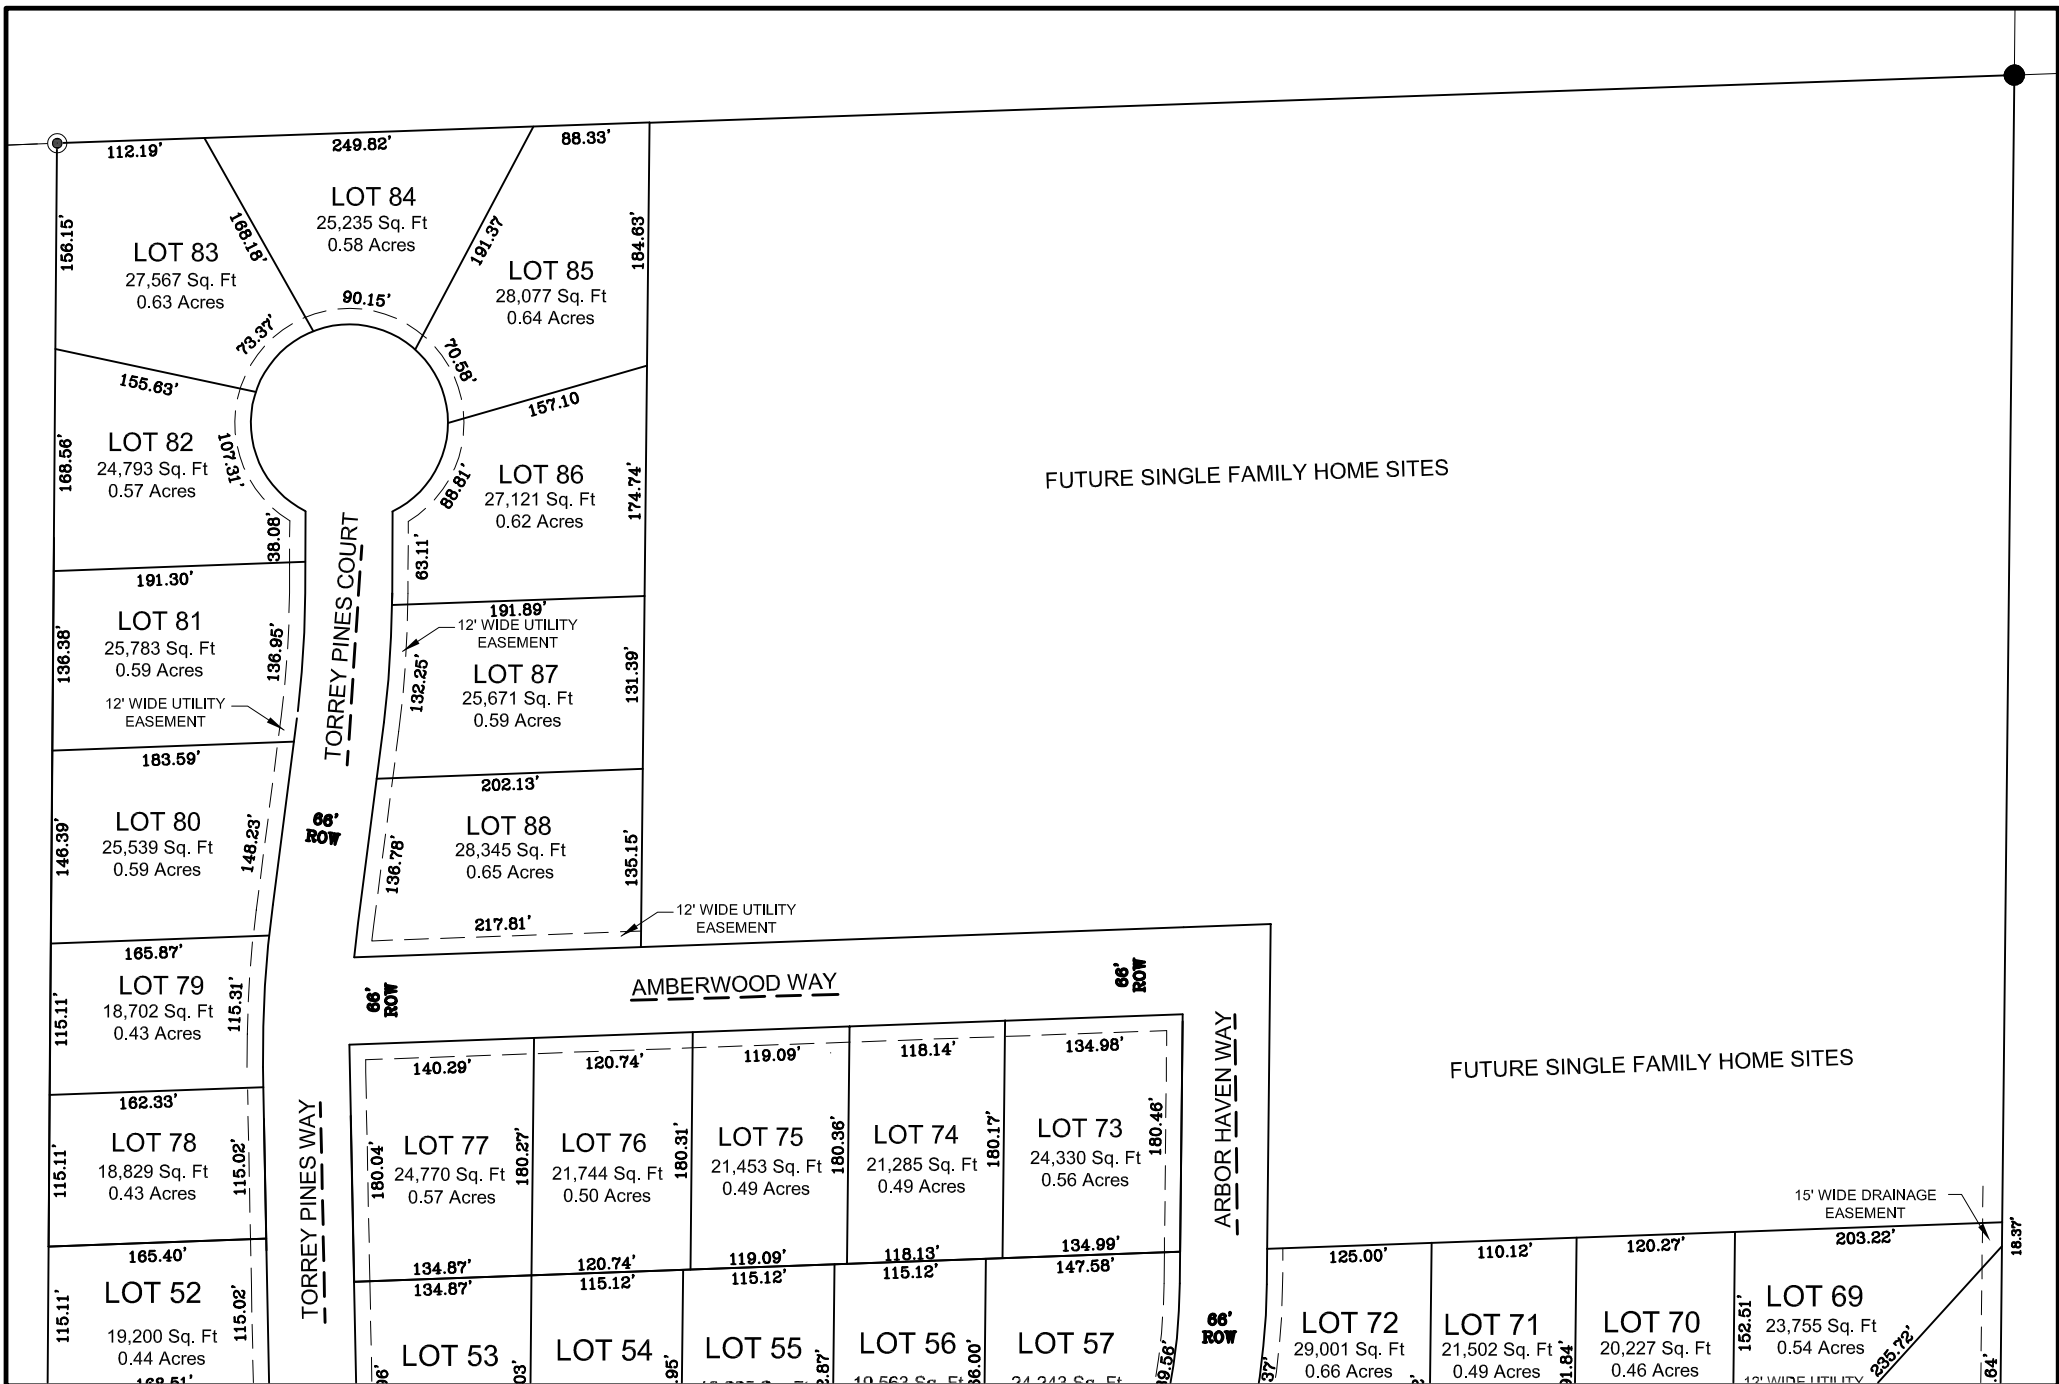 112.19'
249.82'
88.33'
156.15'
168.18'
191.37
184.63'
LOT 84
25,235 Sq. Ft
0.58 Acres
LOT 83
27,567 Sq. Ft
0.63 Acres
LOT 85
28,077 Sq. Ft
0.64 Acres
90.15'
73.37'
70.58'
155.63'
157.10
LOT 82
24,793 Sq. Ft
0.57 Acres
168.56'
107.31'
38.08'
LOT 86
27,121 Sq. Ft
0.62 Acres
88.81'
174.74'
63.11'
FUTURE SINGLE FAMILY HOME SITES
TORREY PINES COURT
191.30'
LOT 81
25,783 Sq. Ft
0.59 Acres
136.38'
136.95'
12' WIDE UTILITY
EASEMENT
191.89'
12' WIDE UTILITY
EASEMENT
LOT 87
25,671 Sq. Ft
0.59 Acres
132.25'
131.39'
183.59'
LOT 80
25,539 Sq. Ft
0.59 Acres
146.39'
148.23'
66'
ROW
202.13'
LOT 88
28,345 Sq. Ft
0.65 Acres
136.78'
135.15'
217.81'
12' WIDE UTILITY
EASEMENT
165.87'
LOT 79
18,702 Sq. Ft
0.43 Acres
115.11'
115.31'
66'
ROW
AMBERWOOD WAY
66'
ROW
ARBOR HAVEN WAY
FUTURE SINGLE FAMILY HOME SITES
162.33'
LOT 78
18,829 Sq. Ft
0.43 Acres
115.11'
115.02'
TORREY PINES WAY
140.29'
120.74'
119.09'
118.14'
134.98'
LOT 77
24,770 Sq. Ft
0.57 Acres
180.04'
180.27'
LOT 76
21,744 Sq. Ft
0.50 Acres
180.31'
LOT 75
21,453 Sq. Ft
0.49 Acres
180.36'
LOT 74
21,285 Sq. Ft
0.49 Acres
180.17'
LOT 73
24,330 Sq. Ft
0.56 Acres
180.46'
134.87'
120.74'
119.09'
118.13'
134.99'
15' WIDE DRAINAGE
EASEMENT
18.37'
165.40'
LOT 52
19,200 Sq. Ft
0.44 Acres
115.11'
115.02'
134.87'
115.12'
115.12'
115.12'
147.58'
LOT 53
LOT 54
LOT 55
LOT 56
LOT 57
66'
ROW
125.00'
110.12'
120.27'
203.22'
LOT 72
29,001 Sq. Ft
0.66 Acres
LOT 71
21,502 Sq. Ft
0.49 Acres
LOT 70
20,227 Sq. Ft
0.46 Acres
152.51'
LOT 69
23,755 Sq. Ft
0.54 Acres
235.72'
168.51'
19,563 Sq. Ft
24,243 Sq. Ft
12' WIDE UTILITY